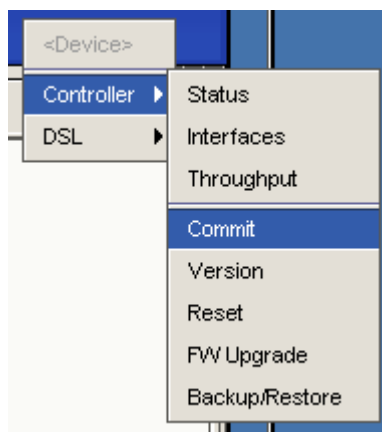 <Device>
Controller
DSL
Status
Interfaces
Throughput
Commit
Version
Reset
FW Upgrade
Backup/Restore